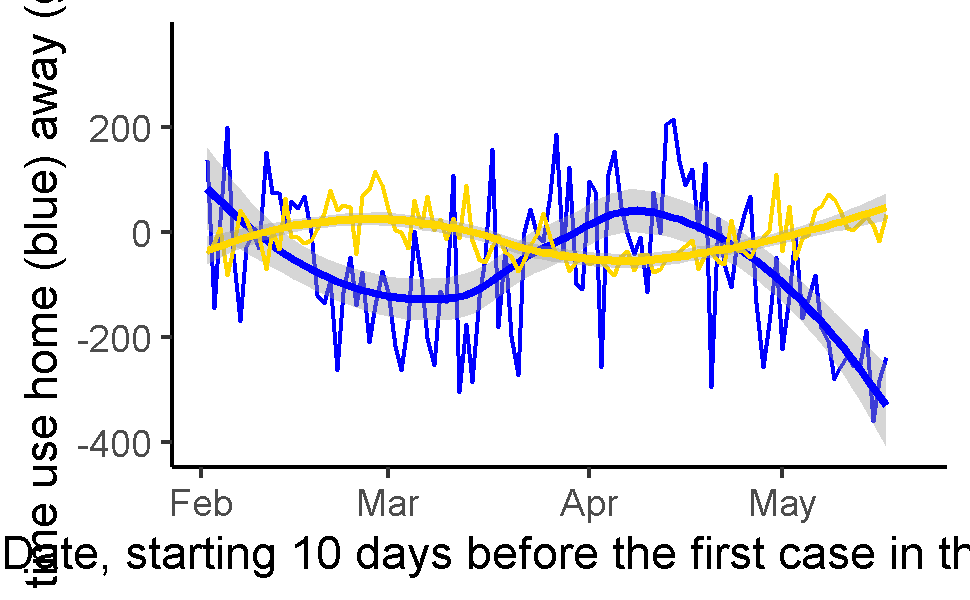 time use home (blue) away (
200
0
-200
-400
Feb Mar Apr May
Date, starting 10 days before the first case in th